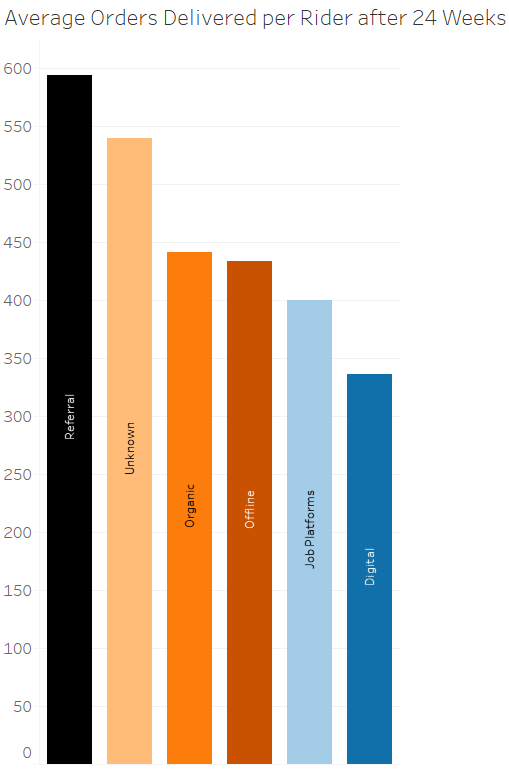 Average Orders Delivered per Rider after 24 Weeks
600
550
500
450
400
350
300
250
200
150
100
50
0
Referral
Unknown
Organic
Offline
Job Platforms
Digital